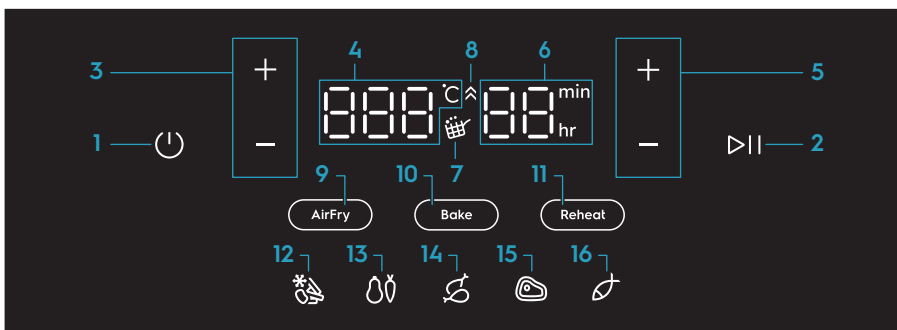 4 8 6
3 + 888 °C 88 min + 5
hr
1 − 7 − 2
9 10 11
AirFry Bake Reheat
12 13 14 15 16